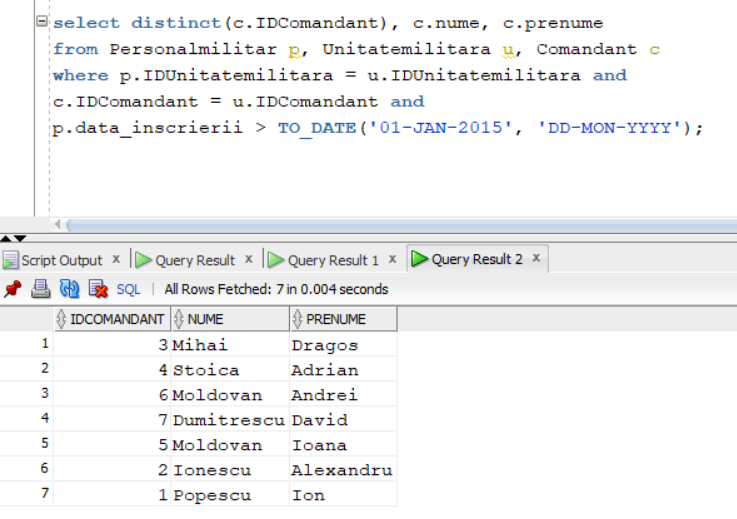 select distinct(c.IDComandant), c.nume, c.prenume
from Personalmilitar p, Unitatemilitara u, Comandant c
where p.IDUnitatemilitara = u.IDUnitatemilitara and
c.IDComandant = u.IDComandant and
p.data_inscrierii > TO_DATE('01-JAN-2015', 'DD-MON-YYYY');
Script Output x Query Result x Query Result 1 x Query Result 2 x
SQL | All Rows Fetched: 7 in 0.004 seconds
IDCOMANDANT NUME PRENUME
1 3 Mihai Dragos
2 4 Stoica Adrian
3 6 Moldovan Andrei
4 7 Dumitrescu David
5 5 Moldovan Ioana
6 2 Ionescu Alexandru
7 1 Popescu Ion